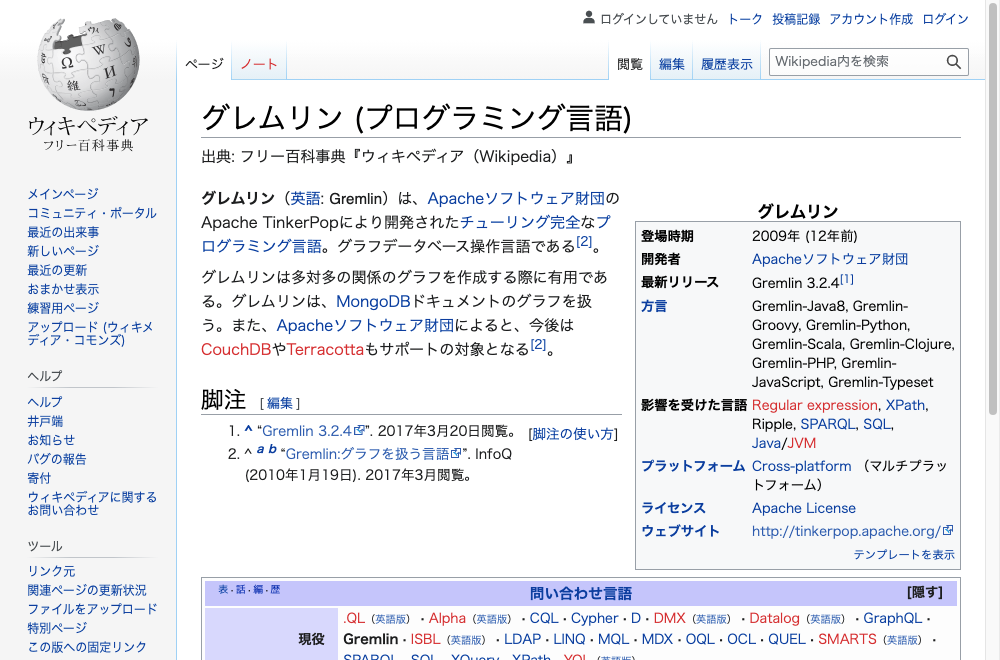 ログインしていません トーク 投稿記録 アカウント作成 ログイン
ページ ノート 閲覧 編集 履歴表示 Wikipedia内を検索
ウィキペディア
フリー百科事典
メインページ
コミュニティ・ポータル
最近の出来事
新しいページ
最近の更新
おまかせ表示
練習用ページ
アップロード (ウィキメ
ディア・コモンズ)
ヘルプ
ヘルプ
井戸端
お知らせ
バグの報告
寄付
ウィキペディアに関する
お問い合わせ
ツール
リンク元
関連ページの更新状況
ファイルをアップロード
特別ページ
この版への固定リンク
グレムリン (プログラミング言語)
出典: フリー百科事典『ウィキペディア（Wikipedia）』
グレムリン（英語: Gremlin）は、Apacheソフトウェア財団の
Apache TinkerPopにより開発されたチューリング完全なプ
ログラミング言語。グラフデータベース操作言語である[2]。
グレムリンは多対多の関係のグラフを作成する際に有用であ
る。グレムリンは、MongoDBドキュメントのグラフを扱
う。また、Apacheソフトウェア財団によると、今後は
CouchDBやTerracottaもサポートの対象となる[2]。
脚注 [編集]
1. ^ “Gremlin 3.2.4”. 2017年3月20日閲覧。 [脚注の使い方]
2. ^ a b “Gremlin:グラフを扱う言語”. InfoQ
(2010年1月19日). 2017年3月閲覧。
グレムリン
登場時期 2009年 (12年前)
開発者 Apacheソフトウェア財団
最新リリース Gremlin 3.2.4[1]
方言 Gremlin-Java8, Gremlin-
Groovy, Gremlin-Python,
Gremlin-Scala, Gremlin-Clojure,
Gremlin-PHP, Gremlin-
JavaScript, Gremlin-Typeset
影響を受けた言語 Regular expression, XPath,
Ripple, SPARQL, SQL,
Java/JVM
プラットフォーム Cross-platform （マルチプラッ
トフォーム）
ライセンス Apache License
ウェブサイト http://tinkerpop.apache.org/
テンプレートを表示
表・話・編・歴 問い合わせ言語 [隠す]
現役 .QL（英語版）・Alpha（英語版）・CQL・Cypher・D・DMX（英語版）・Datalog（英語版）・GraphQL・
Gremlin・ISBL（英語版）・LDAP・LINQ・MQL・MDX・OQL・OCL・QUEL・SMARTS（英語版）・
SPARQL・SQL・XQuery・XPath・YQL（英語版）